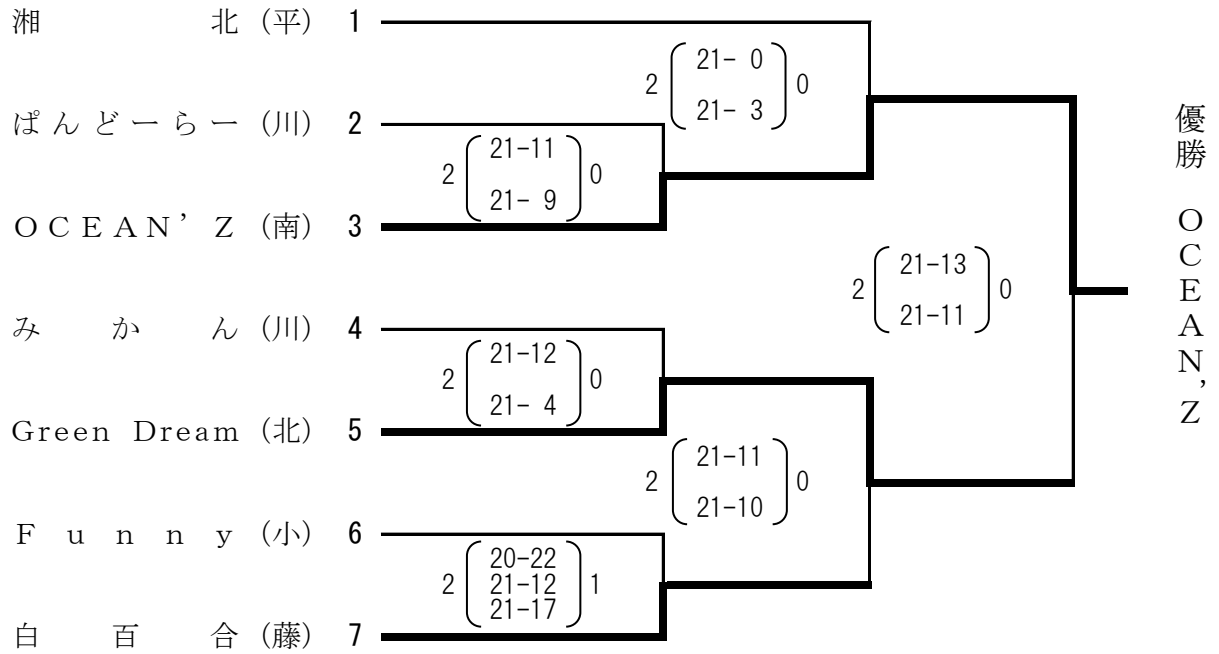 湘北（平） 1
2 21- 0 0
21- 3
ぱんどーらー（川） 2
2 21-11 0
21- 9
OCEAN’Z（南） 3
みかん（川） 4
2 21-12 0
21- 4
Green Dream（北） 5
2 21-11 0
21-10
Funny（小） 6
2 20-22 1
21-12
21-17
白百合（藤） 7
2 21-13 0
21-11
優勝 OCEAN’Z